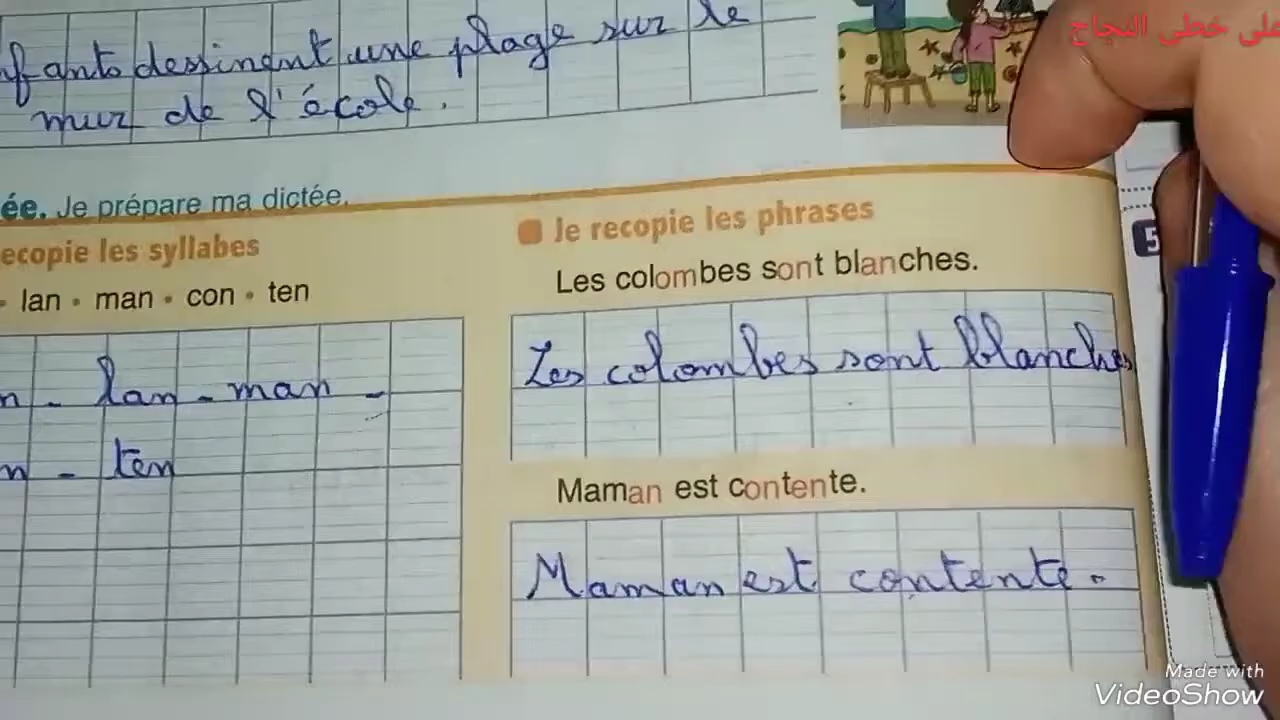 على خطى النجاح
fants dessinent une plage sur le
mur de l'école.
ée. Je prépare ma dictée.
ecopie les syllabes
lan • man • con • ten
n - lan - man -
n - ten
Je recopie les phrases
Les colombes sont blanches.
Les colombes sont blanches
Maman est contente.
Maman est contente.
5
Made with
VideoShow